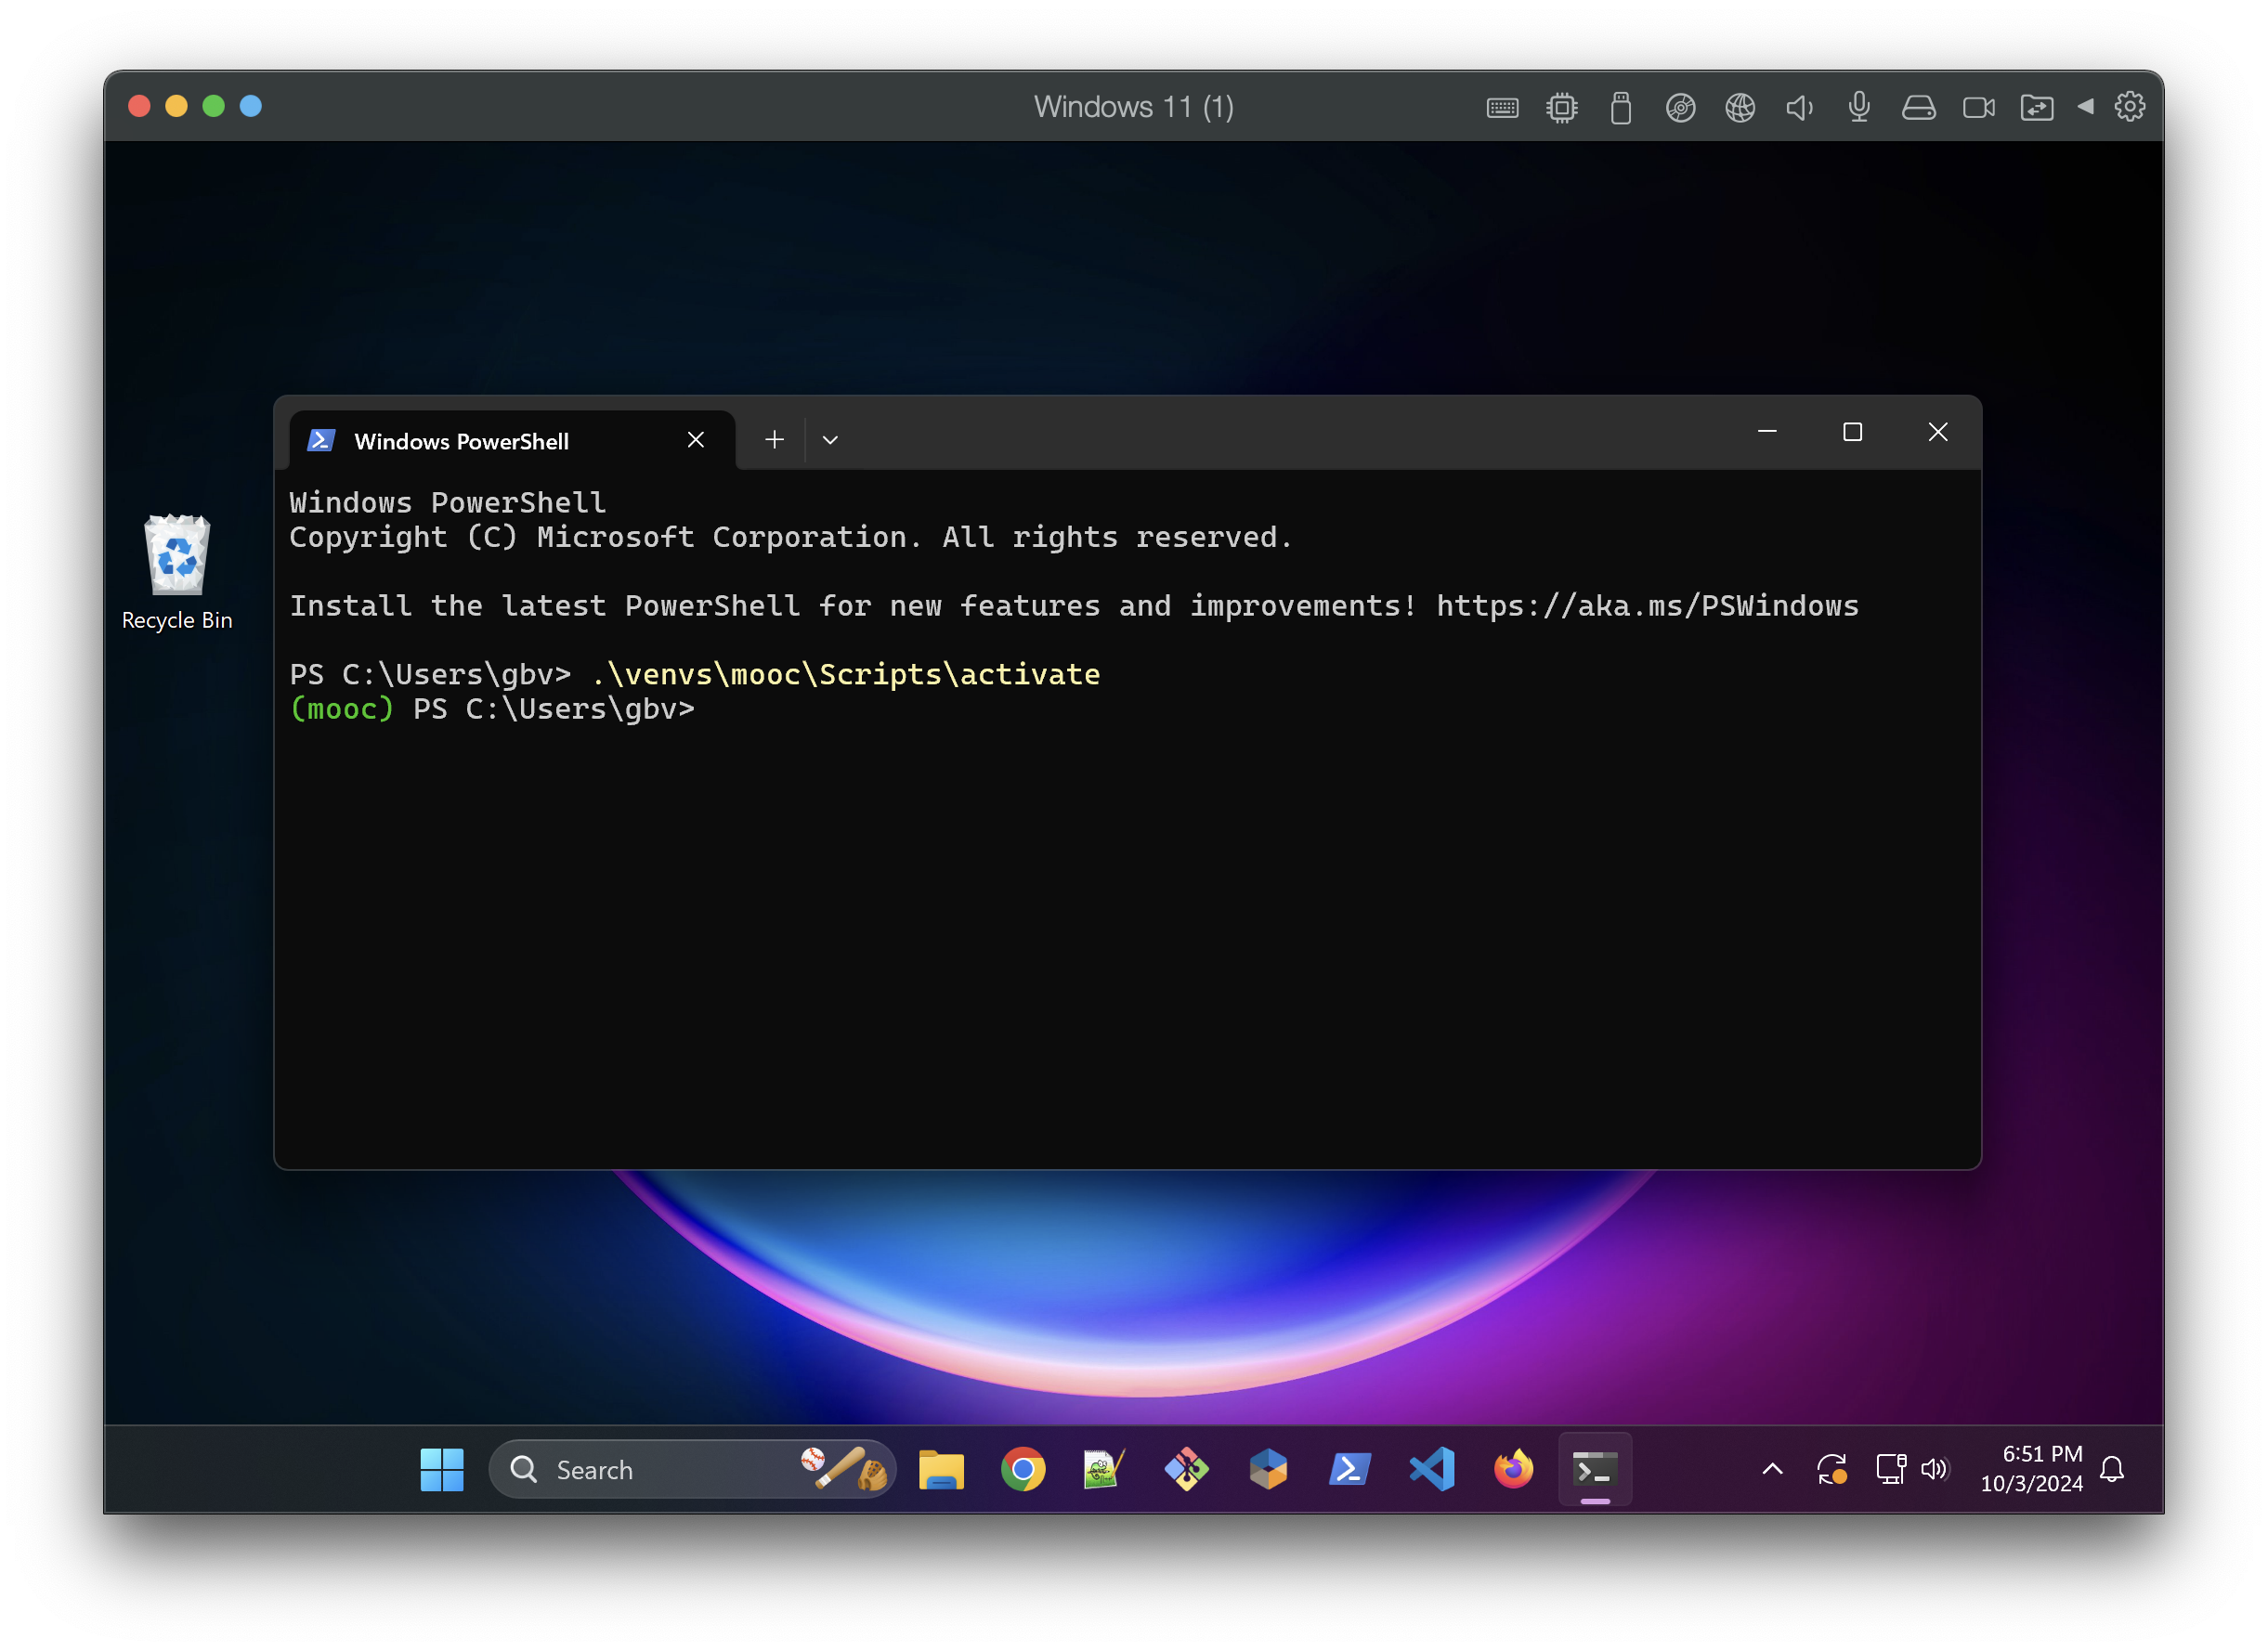 Windows 11 (1)
Windows PowerShell
Windows PowerShell
Copyright (C) Microsoft Corporation. All rights reserved.
Install the latest PowerShell for new features and improvements! https://aka.ms/PSWindows
PS C:\Users\gbv> .\venvs\mooc\Scripts\activate
(mooc) PS C:\Users\gbv>
Recycle Bin
Search
6:51 PM
10/3/2024